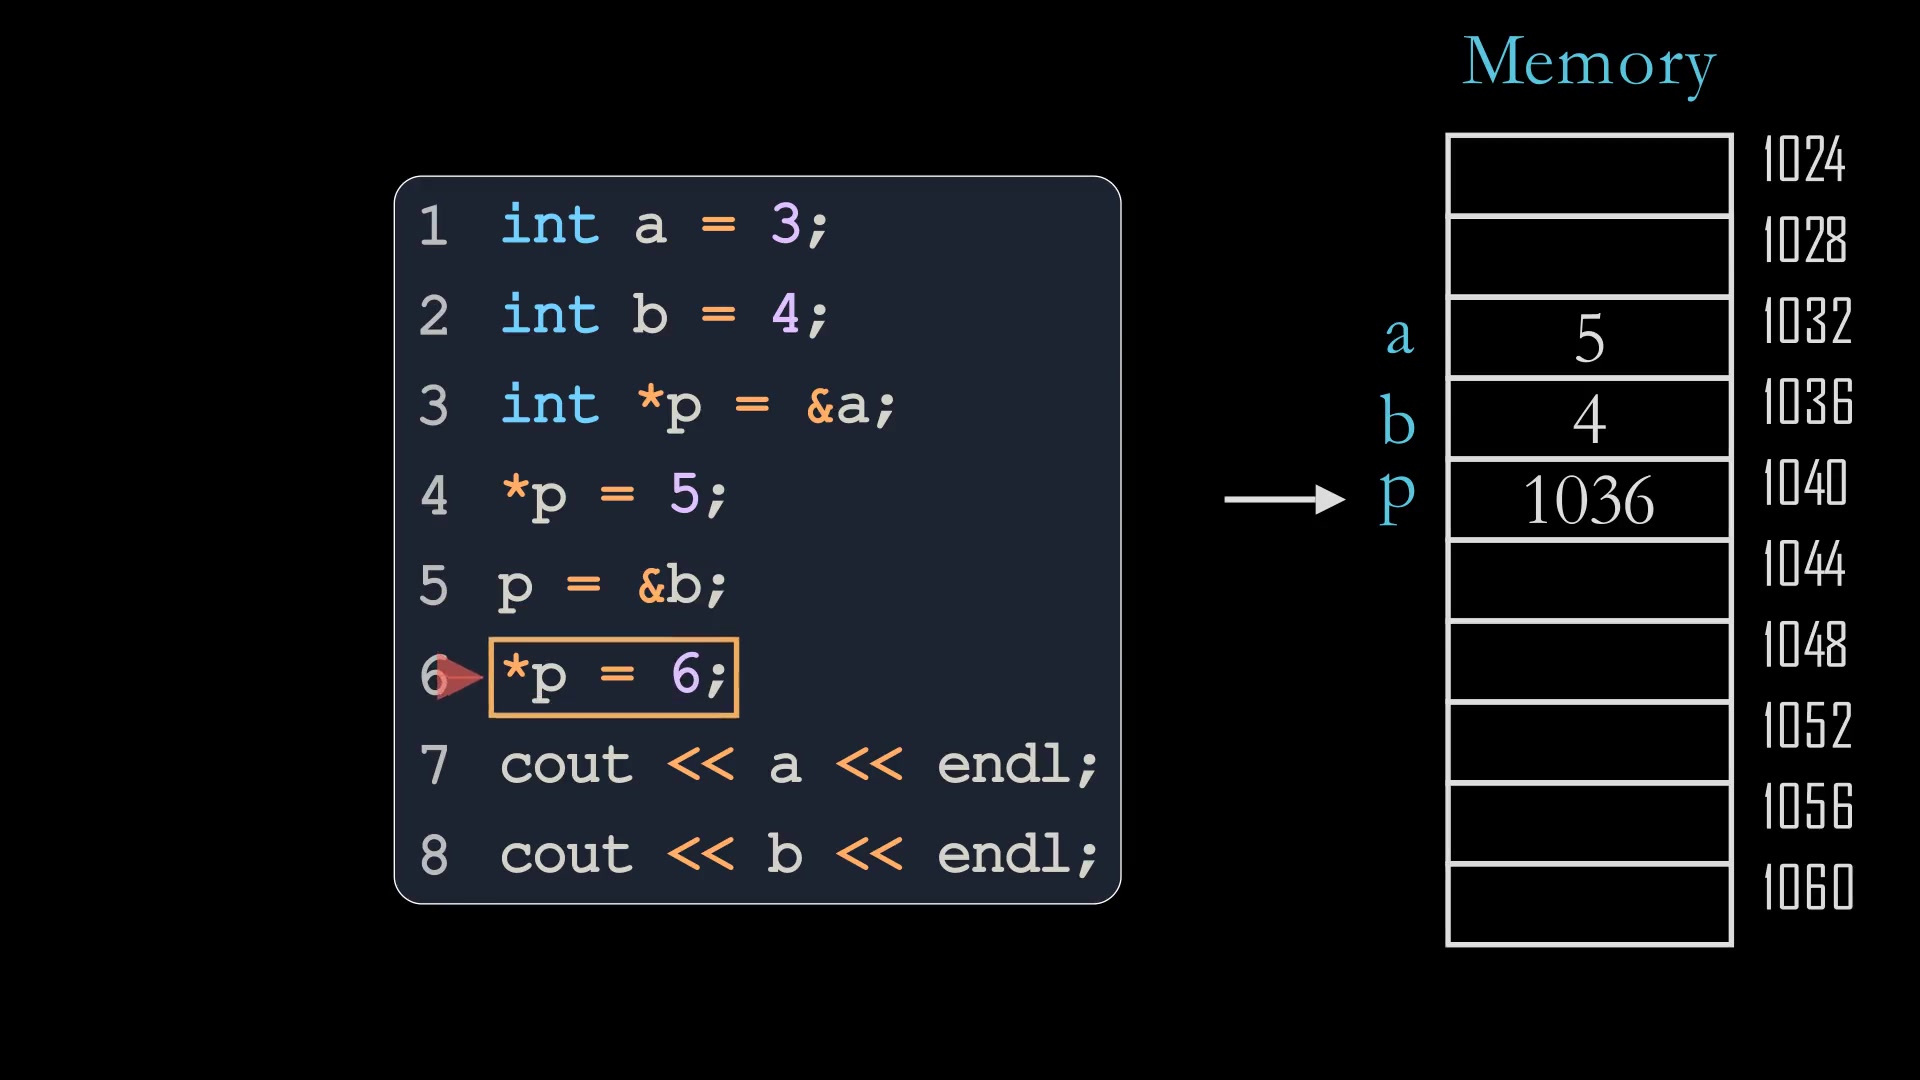 Memory
1 int a = 3;
2 int b = 4;
3 int *p = &a;
4 *p = 5;
5 p = &b;
6 *p = 6;
7 cout << a << endl;
8 cout << b << endl;
1024
1028
a 5 1032
b 4 1036
p 1036 1040
1044
1048
1052
1056
1060